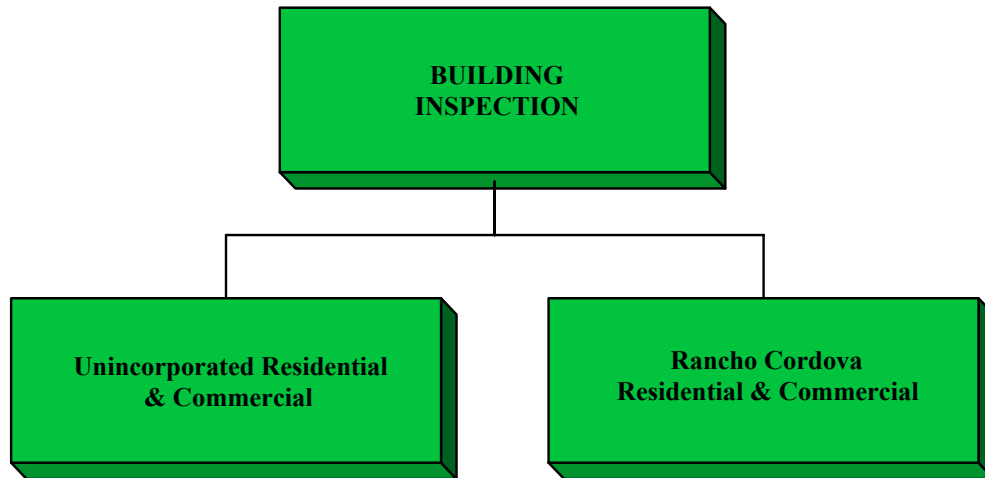 BUILDING
INSPECTION
Unincorporated Residential
& Commercial
Rancho Cordova
Residential & Commercial